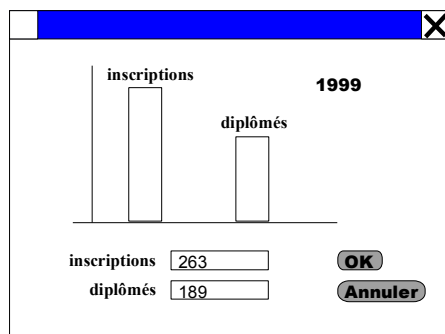 inscriptions
1999
diplômés
inscriptions 263 OK
diplômés 189 Annuler